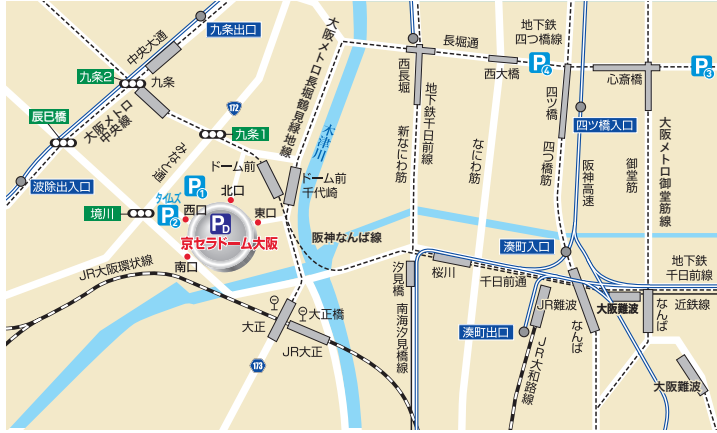 九条出口
中央大通
九条2
九条
辰巳橋
大阪メトロ
中央線
172
九条1
みなと通
波除出入口
大阪メトロ長堀鶴見緑地線
木津川
長堀通
地下鉄
四つ橋線
P4
P3
西長堀
西大橋
心斎橋
地下鉄千日前線
新なにわ筋
なにわ筋
四ツ橋
四ツ橋入口
四つ橋筋
阪神高速
御堂筋
大阪メトロ御堂筋線
ドーム前
ドーム前
千代崎
タイムズ
P1
P2
北口
西口
東口
南口
PD
京セラドーム大阪
境川
阪神なんば線
JR大阪環状線
湊町入口
地下鉄
千日前線
汐見橋
桜川
千日前通
JR難波
大阪難波
近鉄線
なんば
なんば
湊町出口
南海汐見橋線
JR大和路線
大阪難波
大正
大正橋
JR大正
173